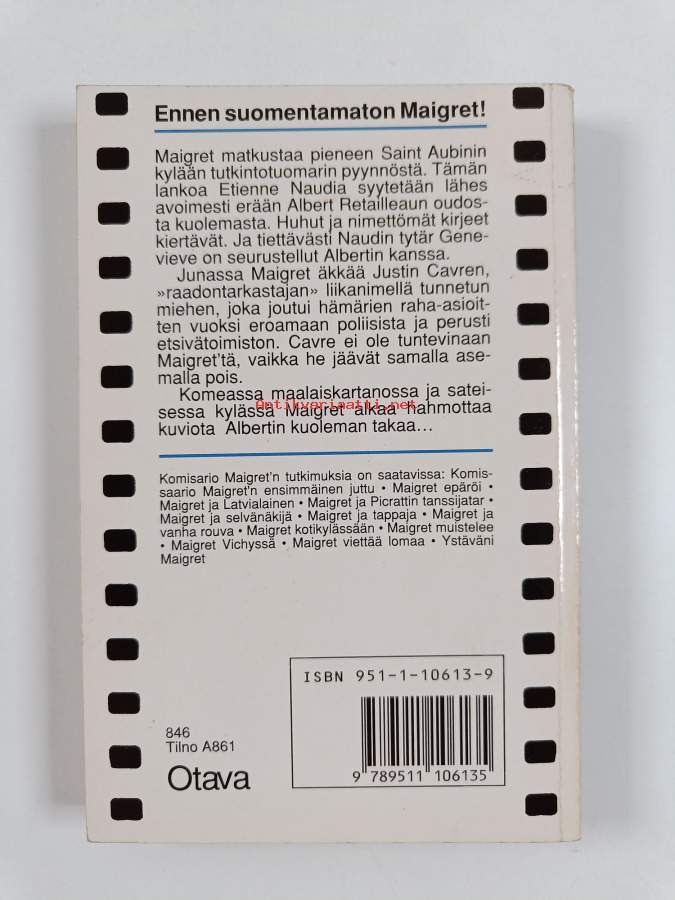 Ennen suomentamaton Maigret!
Maigret matkustaa pieneen Saint Aubinin
kylään tutkintotuomarin pyynnöstä. Tämän
lankoa Etienne Naudia syytetään lähes
avoimesti erään Albert Retailleaun oudos-
ta kuolemasta. Huhut ja nimettömät kirjeet
kiertävät. Ja tiettävästi Naudin tytär Gene-
vieve on seurustellut Albertin kanssa.
Junassa Maigret äkkää Justin Cavren,
»raadontarkastajan» liikanimellä tunnetun
miehen, joka joutui hämärien raha-asioit-
ten vuoksi eroamaan poliisista ja perusti
etsivätoimiston. Cavre ei ole tuntevinaan
Maigret'tä, vaikka he jäävät samalla ase-
malla pois.
Komeassa maalaiskartanossa ja satei-
sessa kylässä Maigret alkaa hahmottaa
Antikvariaatti.net
kuviota Albertin kuoleman takaa...
Komisario Maigret'n tutkimuksia on saatavissa: Komis-
saario Maigret'n ensimmäinen juttu • Maigret epäröi •
Maigret ja Latvialainen • Maigret ja Picrattin tanssijatar •
Maigret ja selvänäkijä • Maigret ja tappaja • Maigret ja
vanha rouva • Maigret kotikylässään • Maigret muistelee
• Maigret Vichyssä • Maigret viettää lomaa • Ystäväni
Maigret
ISBN 951-1-10613-9
9 789511 106135
846
Tilno A861
Otava